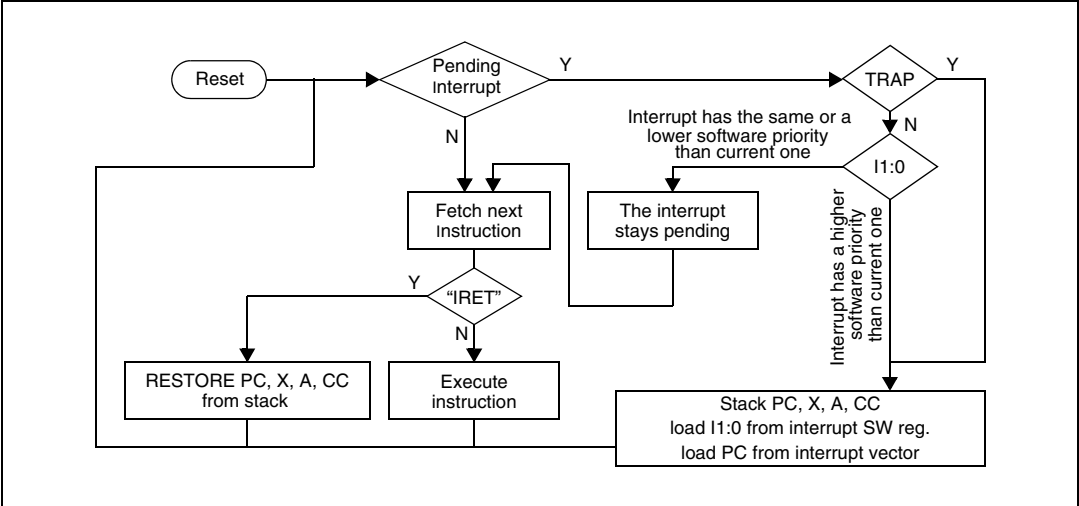 Reset
Pending
Interrupt
Y
TRAP
Y
N
Interrupt has the same or a
lower software priority
than current one
N
I1:0
Fetch next
Instruction
The interrupt
stays pending
Interrupt has a higher
software priority
than current one
Y
“IRET”
N
RESTORE PC, X, A, CC
from stack
Execute
instruction
Stack PC, X, A, CC
load I1:0 from interrupt SW reg.
load PC from interrupt vector